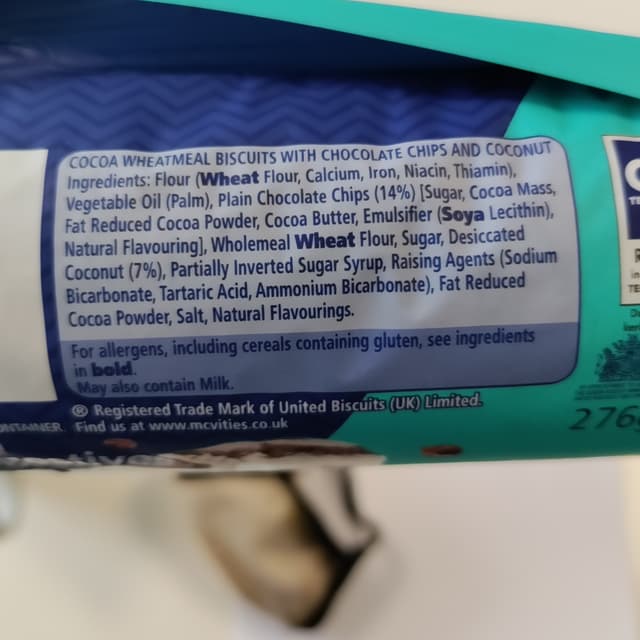 COCOA WHEATMEAL BISCUITS WITH CHOCOLATE CHIPS AND COCONUT
Ingredients: Flour (Wheat Flour, Calcium, Iron, Niacin, Thiamin),
Vegetable Oil (Palm), Plain Chocolate Chips (14%) [Sugar, Cocoa Mass,
Fat Reduced Cocoa Powder, Cocoa Butter, Emulsifier (Soya Lecithin),
Natural Flavouring], Wholemeal Wheat Flour, Sugar, Desiccated
Coconut (7%), Partially Inverted Sugar Syrup, Raising Agents (Sodium
Bicarbonate, Tartaric Acid, Ammonium Bicarbonate), Fat Reduced
Cocoa Powder, Salt, Natural Flavourings.
For allergens, including cereals containing gluten, see ingredients
in bold.
May also contain Milk.
® Registered Trade Mark of United Biscuits (UK) Limited.
Find us at www.mcvities.co.uk
276